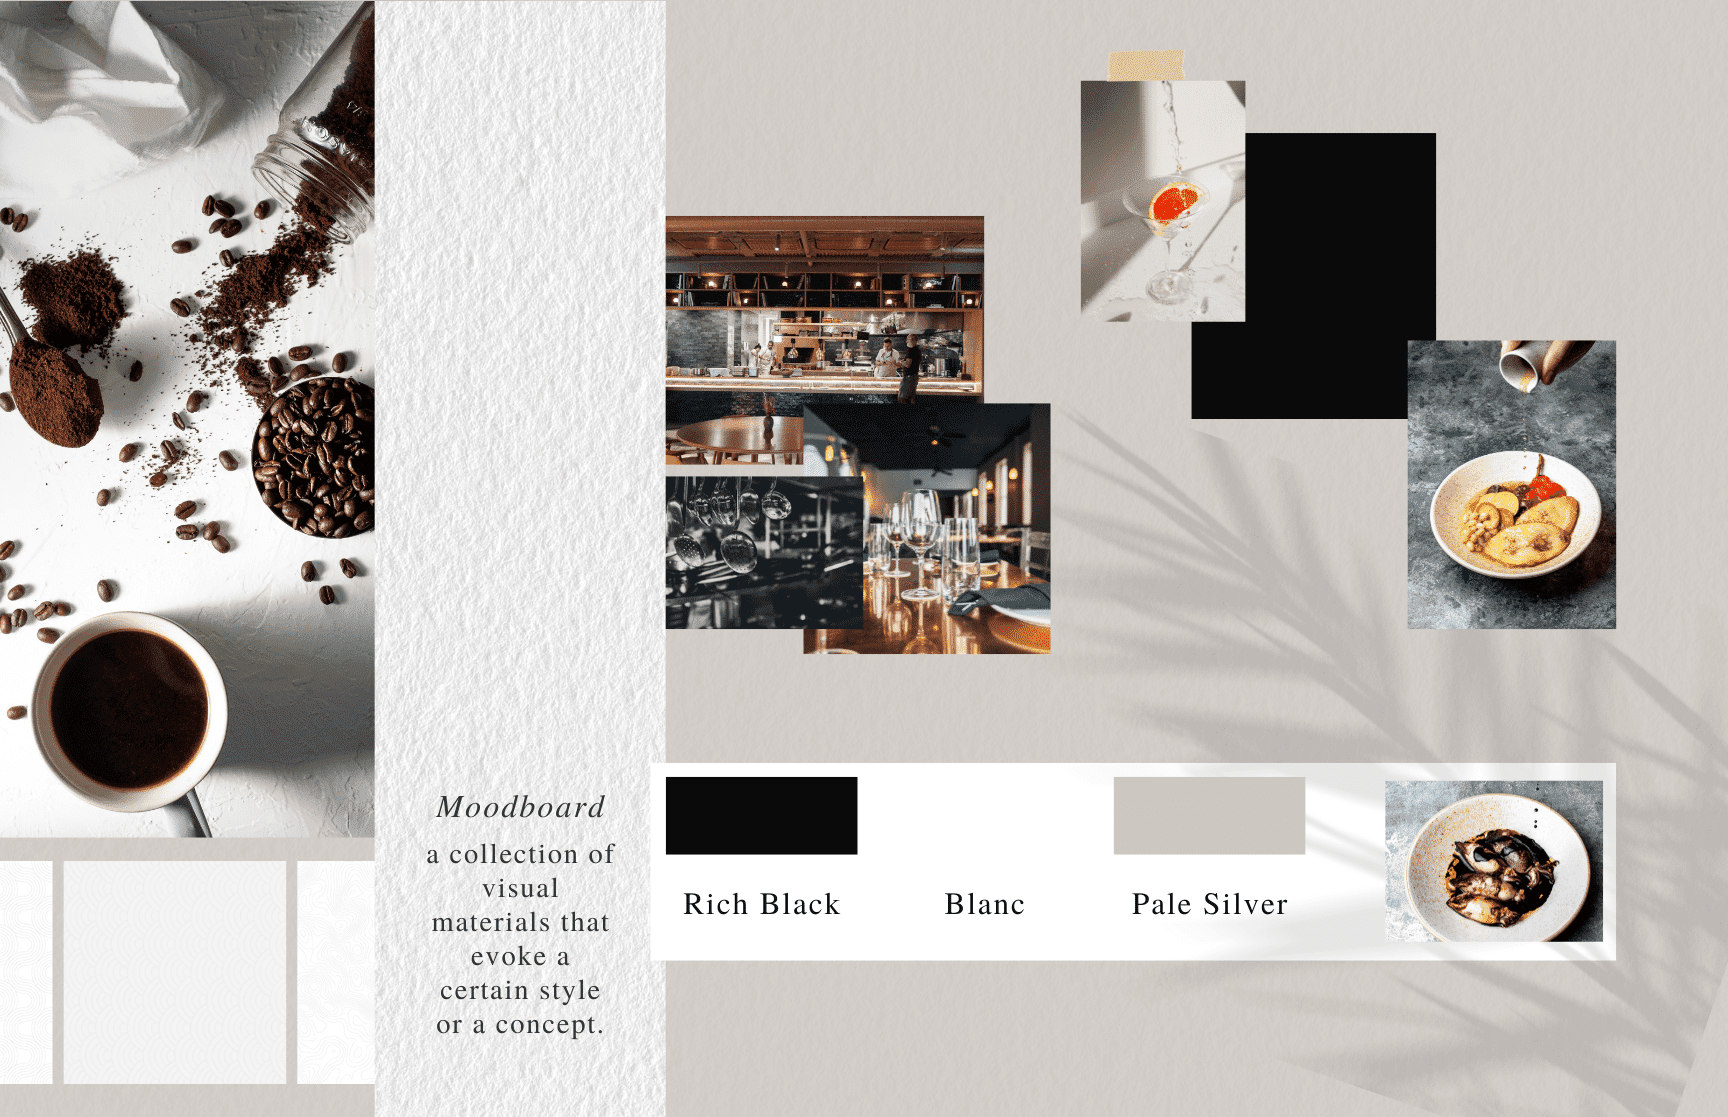 Moodboard
a collection of
visual
materials that
evoke a
certain style
or a concept.
Rich Black
Blanc
Pale Silver